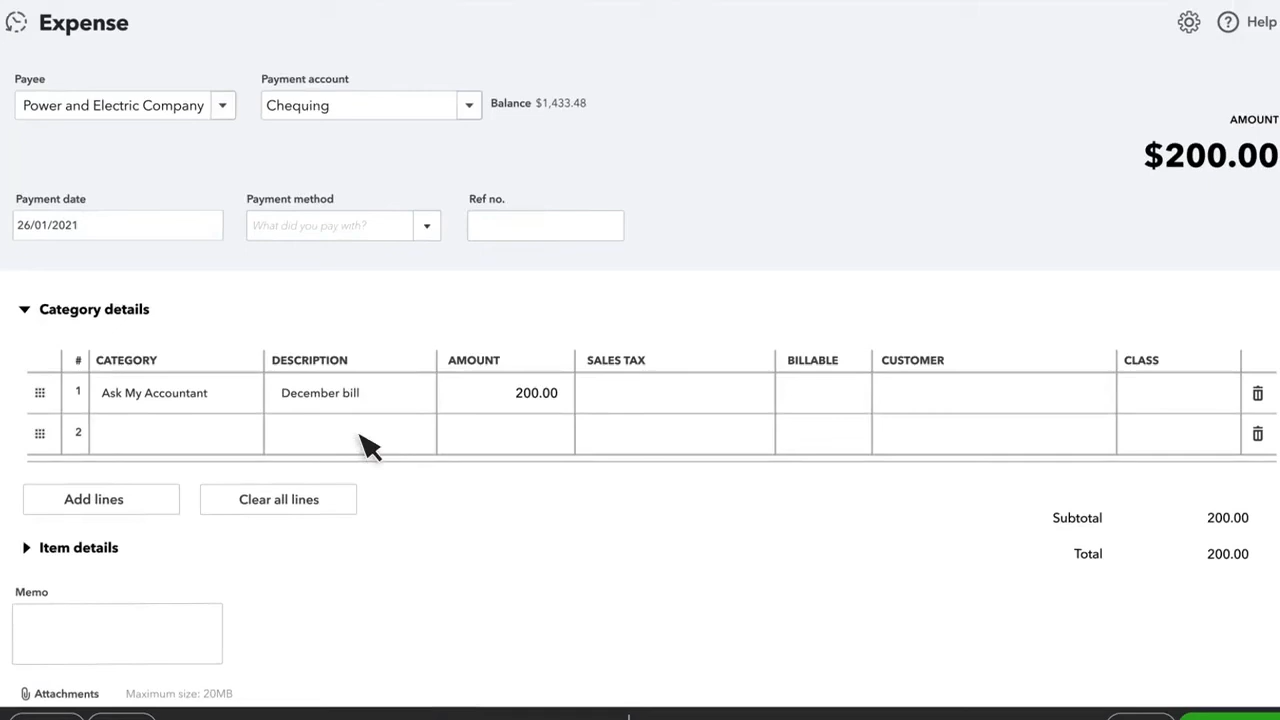 Expense
Help
Payee
Payment account
Power and Electric Company
Chequing
Balance $1,433.48
AMOUNT
$200.00
Payment date
Payment method
Ref no.
26/01/2021
What did you pay with?
Category details
# CATEGORY DESCRIPTION AMOUNT SALES TAX BILLABLE CUSTOMER CLASS
1 Ask My Accountant December bill 200.00
2
Add lines
Clear all lines
Subtotal 200.00
Item details
Total 200.00
Memo
Attachments Maximum size: 20MB